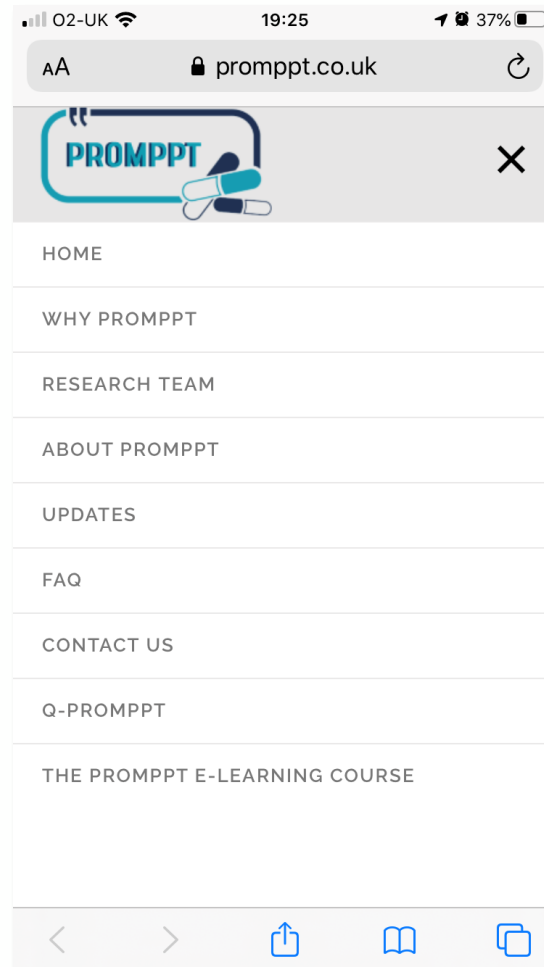 O2-UK 19:25 37%
AA promppt.co.uk
PROMPPT
HOME
WHY PROMPPT
RESEARCH TEAM
ABOUT PROMPPT
UPDATES
FAQ
CONTACT US
Q-PROMPPT
THE PROMPPT E-LEARNING COURSE